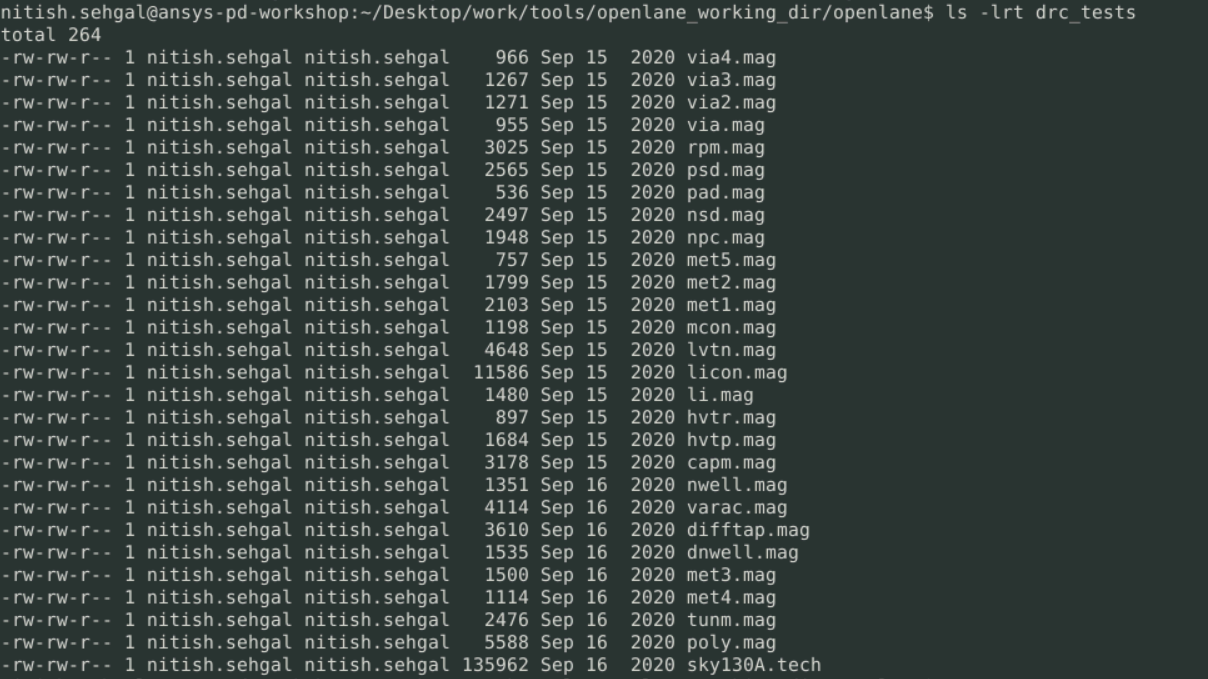 nitish.sehgal@ansys-pd-workshop:~/Desktop/work/tools/openlane_working_dir/openlane$ ls -lrt drc_tests
total 264
-rw-rw-r-- 1 nitish.sehgal nitish.sehgal    966 Sep 15  2020 via4.mag
-rw-rw-r-- 1 nitish.sehgal nitish.sehgal   1267 Sep 15  2020 via3.mag
-rw-rw-r-- 1 nitish.sehgal nitish.sehgal   1271 Sep 15  2020 via2.mag
-rw-rw-r-- 1 nitish.sehgal nitish.sehgal    955 Sep 15  2020 via.mag
-rw-rw-r-- 1 nitish.sehgal nitish.sehgal   3025 Sep 15  2020 rpm.mag
-rw-rw-r-- 1 nitish.sehgal nitish.sehgal   2565 Sep 15  2020 psd.mag
-rw-rw-r-- 1 nitish.sehgal nitish.sehgal    536 Sep 15  2020 pad.mag
-rw-rw-r-- 1 nitish.sehgal nitish.sehgal   2497 Sep 15  2020 nsd.mag
-rw-rw-r-- 1 nitish.sehgal nitish.sehgal   1948 Sep 15  2020 npc.mag
-rw-rw-r-- 1 nitish.sehgal nitish.sehgal    757 Sep 15  2020 met5.mag
-rw-rw-r-- 1 nitish.sehgal nitish.sehgal   1799 Sep 15  2020 met2.mag
-rw-rw-r-- 1 nitish.sehgal nitish.sehgal   2103 Sep 15  2020 met1.mag
-rw-rw-r-- 1 nitish.sehgal nitish.sehgal   1198 Sep 15  2020 mcon.mag
-rw-rw-r-- 1 nitish.sehgal nitish.sehgal   4648 Sep 15  2020 lvtn.mag
-rw-rw-r-- 1 nitish.sehgal nitish.sehgal  11586 Sep 15  2020 licon.mag
-rw-rw-r-- 1 nitish.sehgal nitish.sehgal   1480 Sep 15  2020 li.mag
-rw-rw-r-- 1 nitish.sehgal nitish.sehgal    897 Sep 15  2020 hvtr.mag
-rw-rw-r-- 1 nitish.sehgal nitish.sehgal   1684 Sep 15  2020 hvtp.mag
-rw-rw-r-- 1 nitish.sehgal nitish.sehgal   3178 Sep 15  2020 capm.mag
-rw-rw-r-- 1 nitish.sehgal nitish.sehgal   1351 Sep 16  2020 nwell.mag
-rw-rw-r-- 1 nitish.sehgal nitish.sehgal   4114 Sep 16  2020 varac.mag
-rw-rw-r-- 1 nitish.sehgal nitish.sehgal   3610 Sep 16  2020 difftap.mag
-rw-rw-r-- 1 nitish.sehgal nitish.sehgal   1535 Sep 16  2020 dnwell.mag
-rw-rw-r-- 1 nitish.sehgal nitish.sehgal   1500 Sep 16  2020 met3.mag
-rw-rw-r-- 1 nitish.sehgal nitish.sehgal   1114 Sep 16  2020 met4.mag
-rw-rw-r-- 1 nitish.sehgal nitish.sehgal   2476 Sep 16  2020 tunm.mag
-rw-rw-r-- 1 nitish.sehgal nitish.sehgal   5588 Sep 16  2020 poly.mag
-rw-rw-r-- 1 nitish.sehgal nitish.sehgal 135962 Sep 16  2020 sky130A.tech